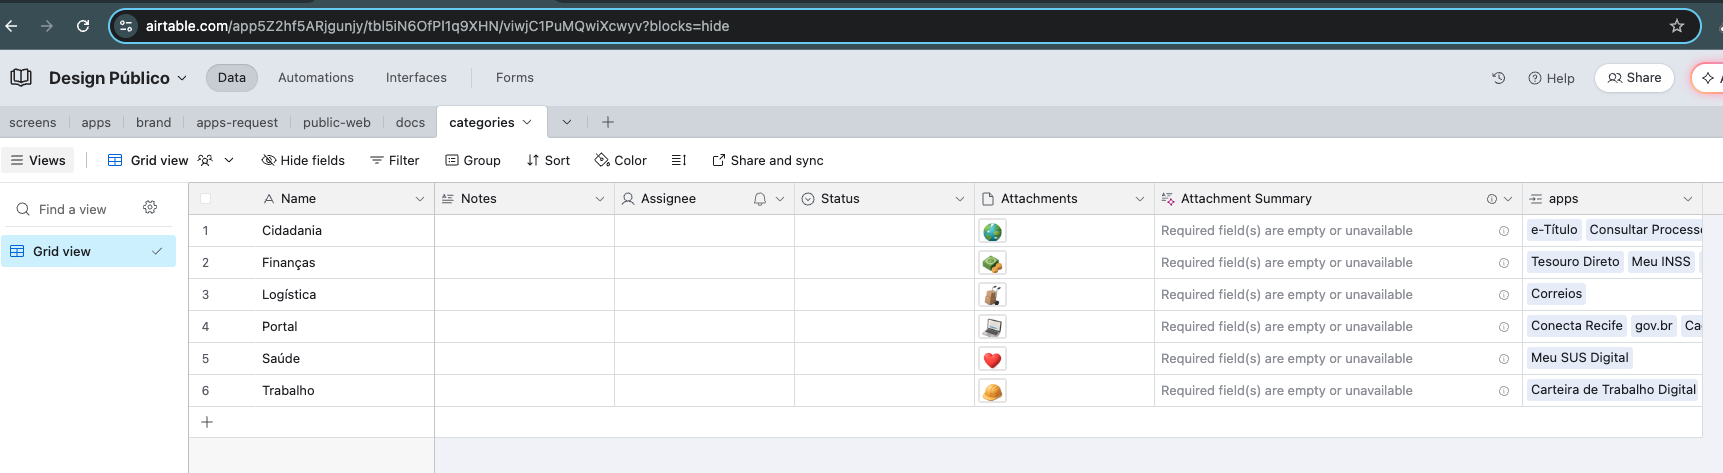 airtable.com/app5Z2hf5ARjgunjy/tbl5iN6OfPI1q9XHN/viwjC1PuMQwiXcwyv?blocks=hide
Design Público Data Automations Interfaces Forms Help Share
screens apps brand apps-request public-web docs categories
Views Grid view Hide fields Filter Group Sort Color Share and sync
Find a view
Grid view
Name Notes Assignee Status Attachments Attachment Summary apps
1 Cidadania Required field(s) are empty or unavailable e-Título Consultar Processo
2 Finanças Required field(s) are empty or unavailable Tesouro Direto Meu INSS
3 Logística Required field(s) are empty or unavailable Correios
4 Portal Required field(s) are empty or unavailable Conecta Recife gov.br Ca
5 Saúde Required field(s) are empty or unavailable Meu SUS Digital
6 Trabalho Required field(s) are empty or unavailable Carteira de Trabalho Digital